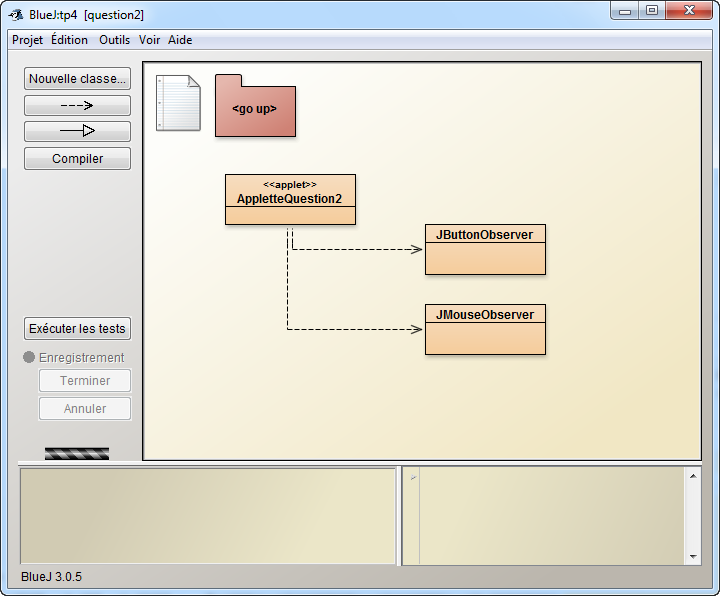 BlueJ:tp4 [question2]
Projet Édition Outils Voir Aide
Nouvelle classe...
Compiler
<go up>
<<applet>>
AppletteQuestion2
JButtonObserver
JMouseObserver
Exécuter les tests
Enregistrement
Terminer
Annuler
BlueJ 3.0.5